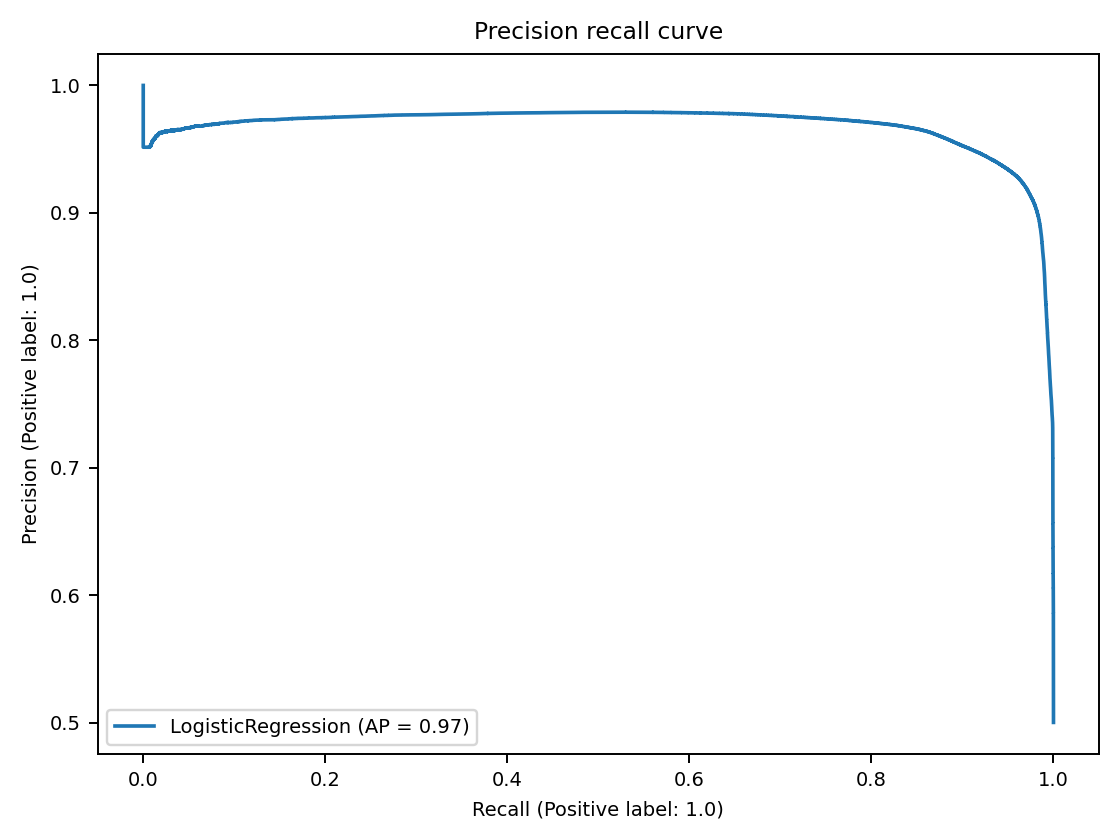 Precision recall curve
1.0
0.9
0.8
0.7
0.6
0.5
Precision (Positive label: 1.0)
LogisticRegression (AP = 0.97)
0.0 0.2 0.4 0.6 0.8 1.0
Recall (Positive label: 1.0)